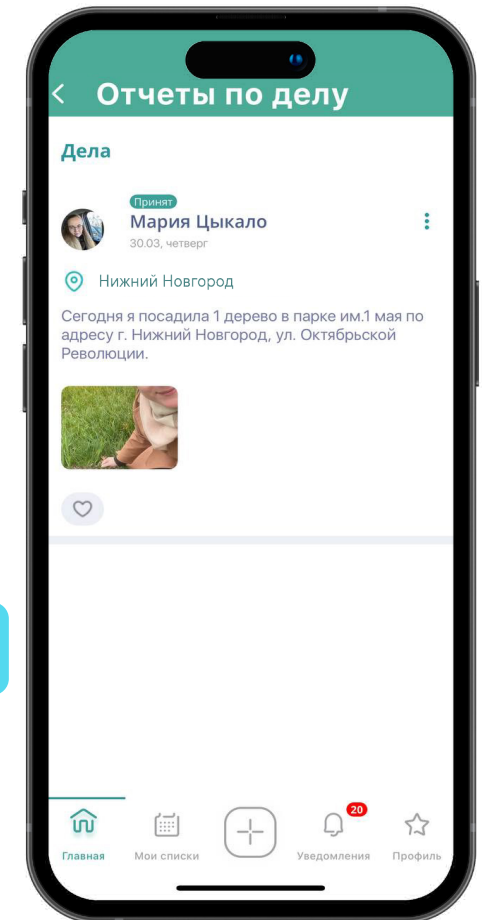 Отчеты по делу
Дела
Принят
Мария Цыкало
30.03, четверг
Нижний Новгород
Сегодня я посадила 1 дерево в парке им.1 мая по
адресу г. Нижний Новгород, ул. Октябрьской
Революции.
20
Главная
Мои списки
Уведомления
Профиль